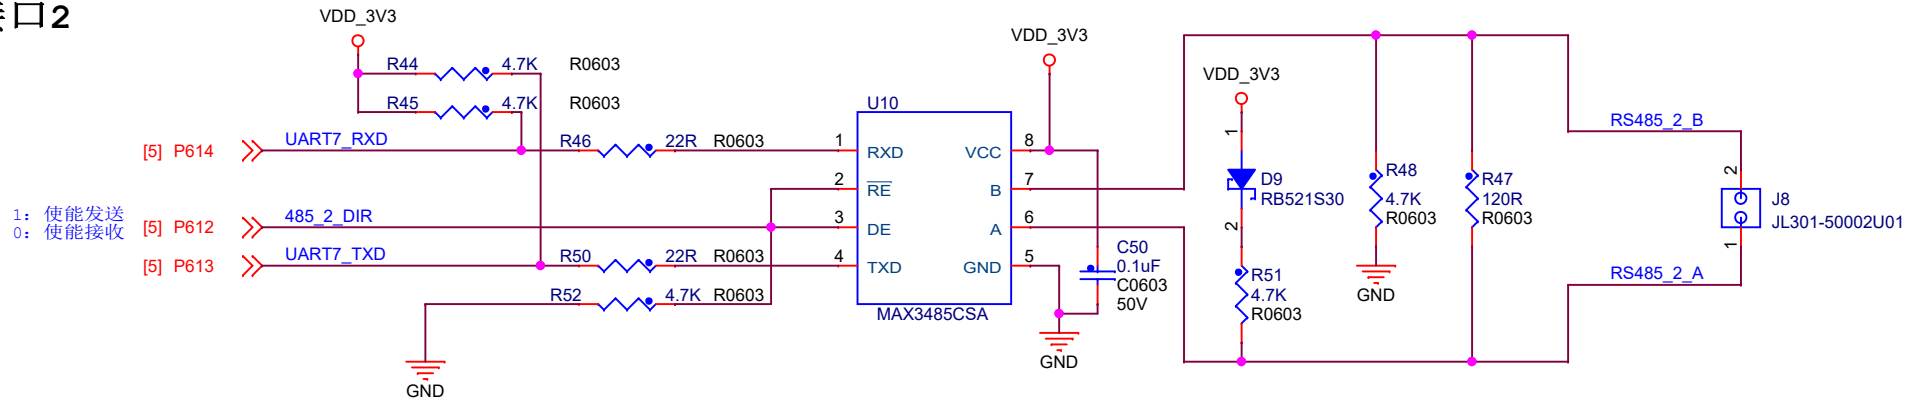 接口2
VDD_3V3
R44 4.7K R0603
R45 4.7K R0603
[5] P614 UART7_RXD R46 22R R0603
1: 使能发送
0: 使能接收
[5] P612 485_2_DIR
[5] P613 UART7_TXD R50 22R R0603
R52 4.7K R0603
GND
U10
1 RXD VCC 8
2 RE B 7
3 DE A 6
4 TXD GND 5
MAX3485CSA
VDD_3V3
C50
0.1uF
C0603
50V
GND
VDD_3V3
1
D9
RB521S30
2
R51
4.7K
R0603
R48
4.7K
R0603
GND
R47
120R
R0603
RS485_2_B
2
J8
JL301-50002U01
1
RS485_2_A